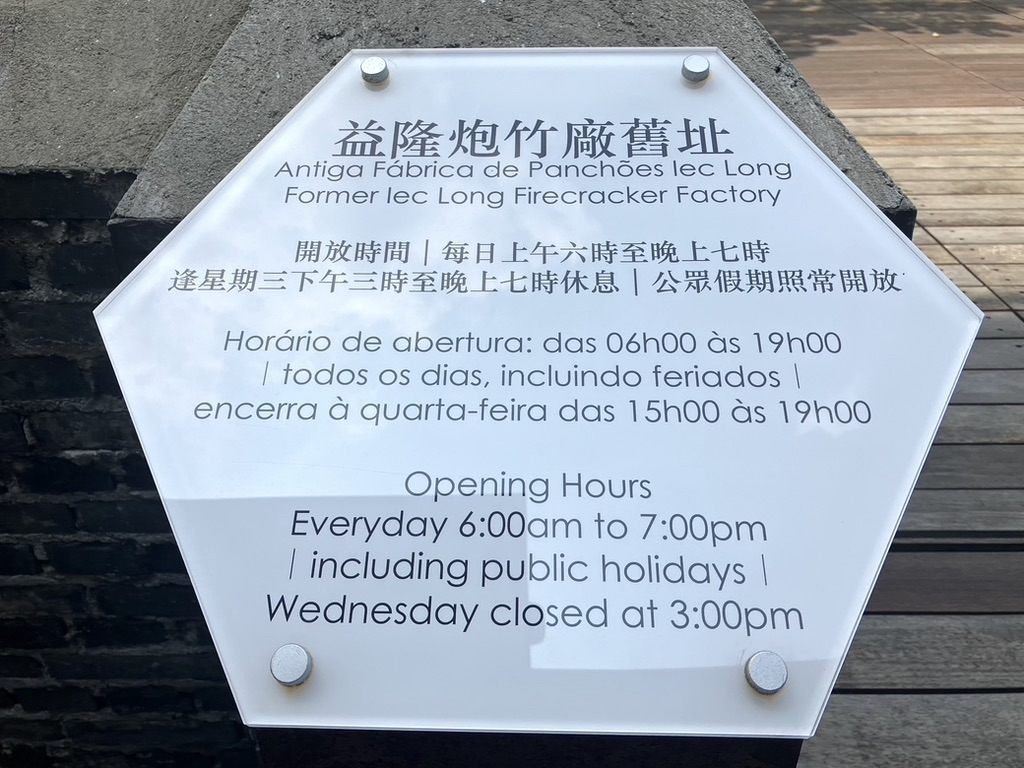 益隆炮竹廠舊址
Antiga Fábrica de Panchões Iec Long
Former Iec Long Firecracker Factory
開放時間｜每日上午六時至晚上七時
逢星期三下午三時至晚上七時休息｜公眾假期照常開放
Horário de abertura: das 06h00 às 19h00
| todos os dias, incluindo feriados |
encerra à quarta-feira das 15h00 às 19h00
Opening Hours
Everyday 6:00am to 7:00pm
| including public holidays |
Wednesday closed at 3:00pm